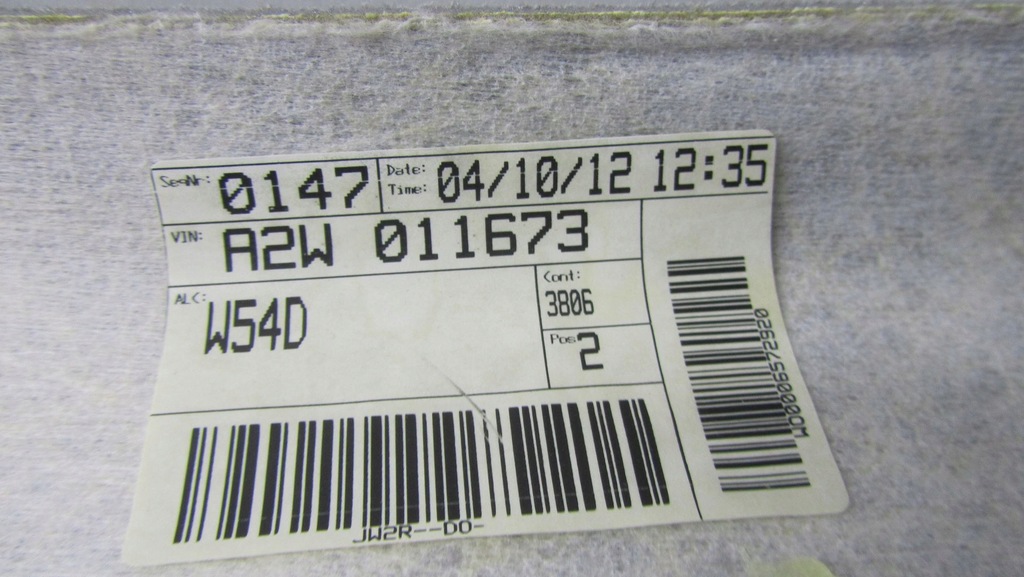 SeqNr: 0147 Date: Time: 04/10/12 12:35
VIN: A2W 011673
ALC: W54D
Cont: 3806
Pos 2
JW2R--DO-
WO0006572920